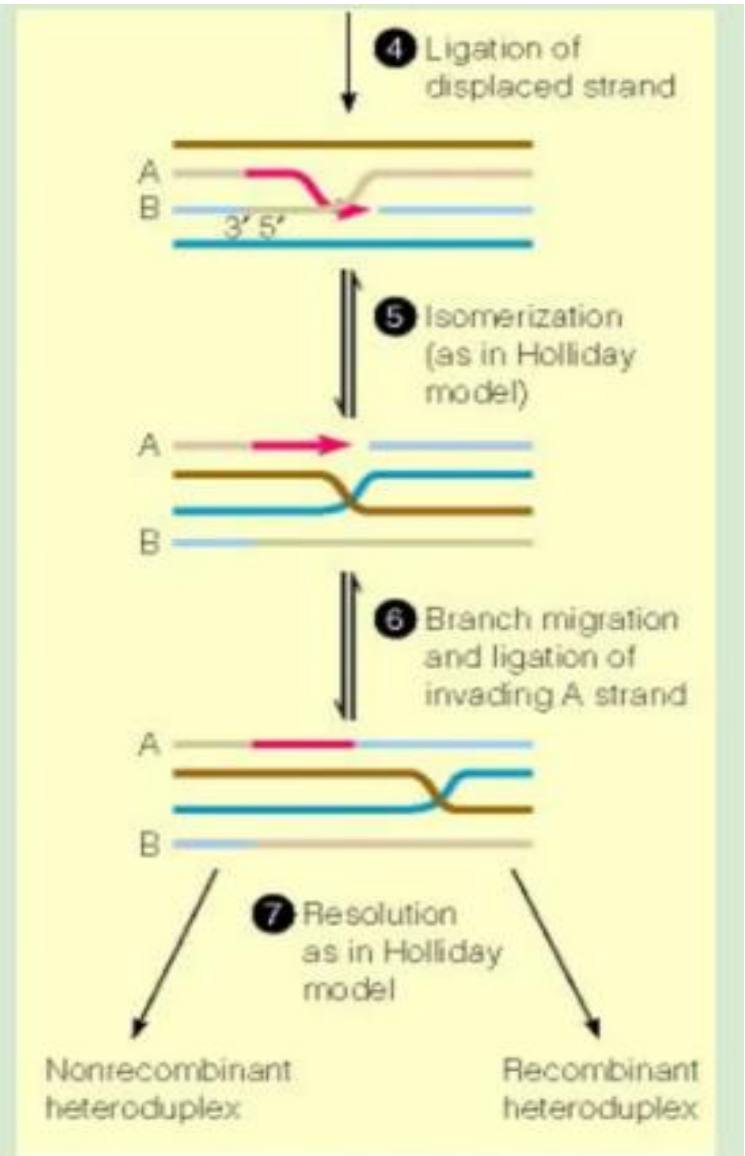 4 Ligation of
displaced strand
A
B
3′ 5′
5 Isomerization
(as in Holliday
model)
A
B
6 Branch migration
and ligation of
invading A strand
A
B
7 Resolution
as in Holliday
model
Nonrecombinant
heteroduplex
Recombinant
heteroduplex